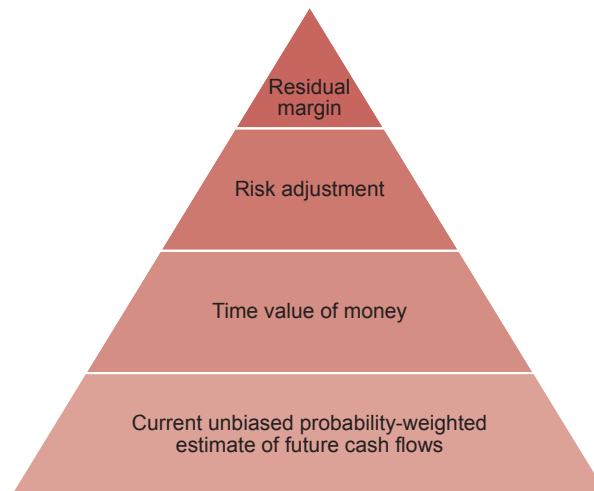 Residual
margin
Risk adjustment
Time value of money
Current unbiased probability-weighted
estimate of future cash flows